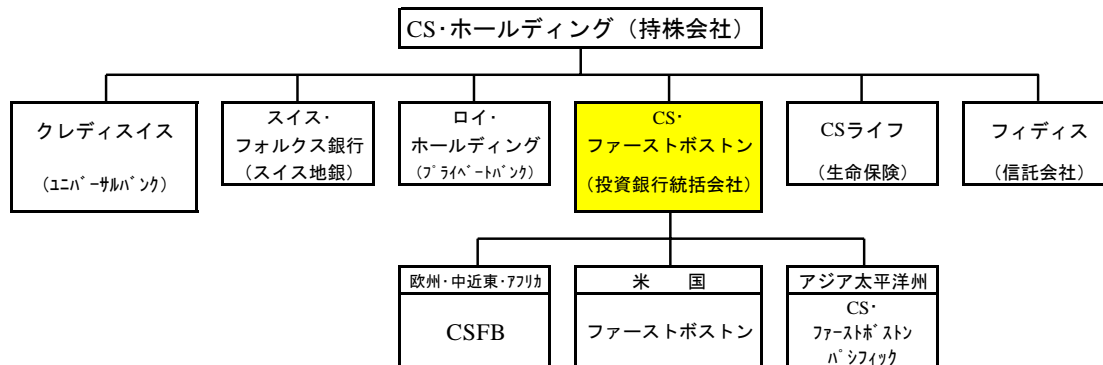 CS･ホールディング（持株会社）
クレディスイス
（ﾕﾆﾊﾞｰｻﾙﾊﾞﾝｸ）
スイス･
フォルクス銀行
（スイス地銀）
ロイ･
ホールディング
（ﾌﾟﾗｲﾍﾞｰﾄﾊﾞﾝｸ）
CS･
ファーストボストン
（投資銀行統括会社）
CSライフ
（生命保険）
フィディス
（信託会社）
欧州･中近東･ｱﾌﾘｶ
CSFB
米　国
ファーストボストン
アジア太平洋州
CS･
ﾌｧｰｽﾄﾎﾞｽﾄﾝ
ﾊﾟｼﾌｨｯｸ